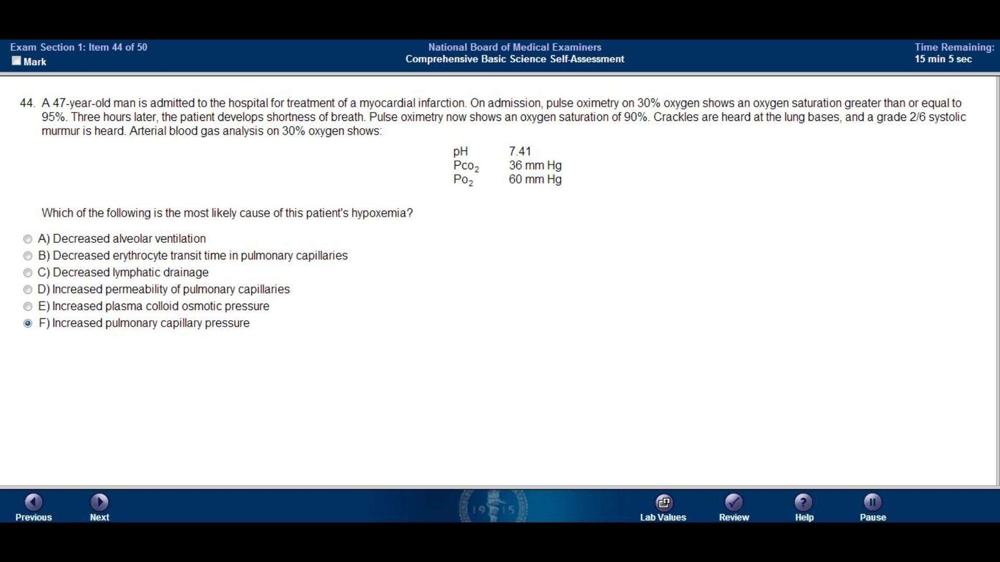 Exam Section 1: Item 44 of 50
National Board of Medical Examiners
Time Remaining:
Mark
Comprehensive Basic Science Self-Assessment
15 min 5 sec
44. A 47-year-old man is admitted to the hospital for treatment of a myocardial infarction. On admission, pulse oximetry on 30% oxygen shows an oxygen saturation greater than or equal to
95%. Three hours later, the patient develops shortness of breath. Pulse oximetry now shows an oxygen saturation of 90%. Crackles are heard at the lung bases, and a grade 2/6 systolic
murmur is heard. Arterial blood gas analysis on 30% oxygen shows:
pH 7.41
Pco₂ 36 mm Hg
Po₂ 60 mm Hg
Which of the following is the most likely cause of this patient's hypoxemia?
A) Decreased alveolar ventilation
B) Decreased erythrocyte transit time in pulmonary capillaries
C) Decreased lymphatic drainage
D) Increased permeability of pulmonary capillaries
E) Increased plasma colloid osmotic pressure
F) Increased pulmonary capillary pressure
1915
Previous
Next
Lab Values
Review
Help
Pause